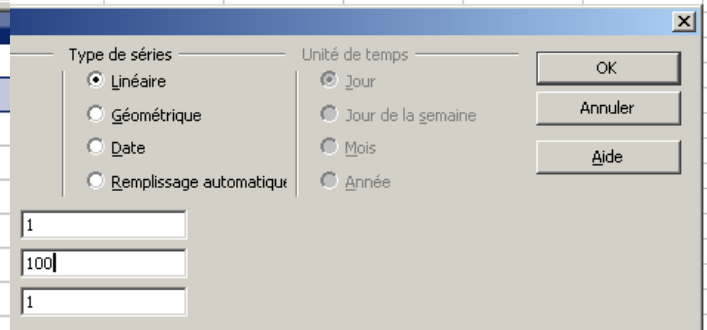 Type de séries
Unité de temps
OK
Linéaire
Jour
Géométrique
Jour de la semaine
Annuler
Date
Mois
Aide
Remplissage automatique
Année
1
100
1